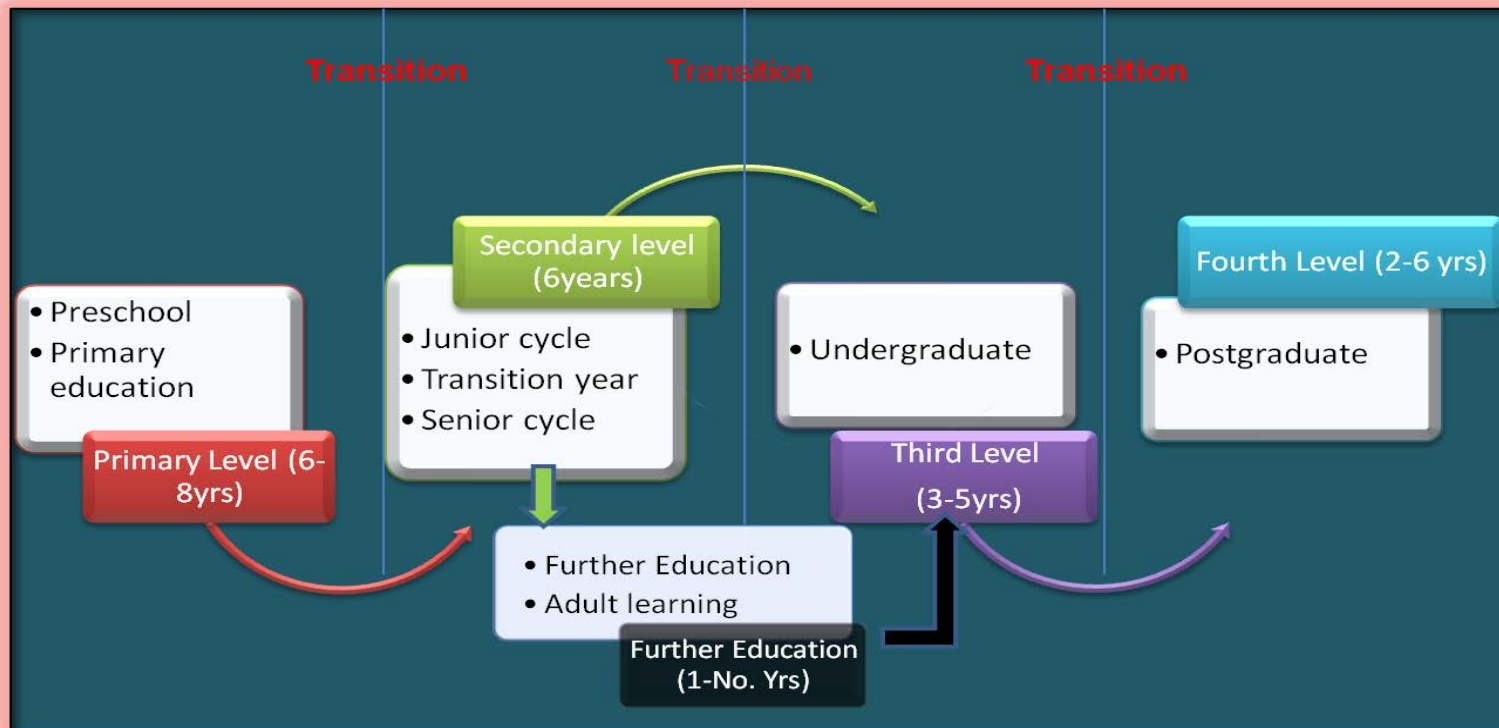 Transition
Transition
Transition
• Preschool
• Primary
education
Primary Level (6-
8yrs)
Secondary level
(6years)
• Junior cycle
• Transition year
• Senior cycle
• Further Education
• Adult learning
Further Education
(1-No. Yrs)
• Undergraduate
Third Level
(3-5yrs)
Fourth Level (2-6 yrs)
• Postgraduate